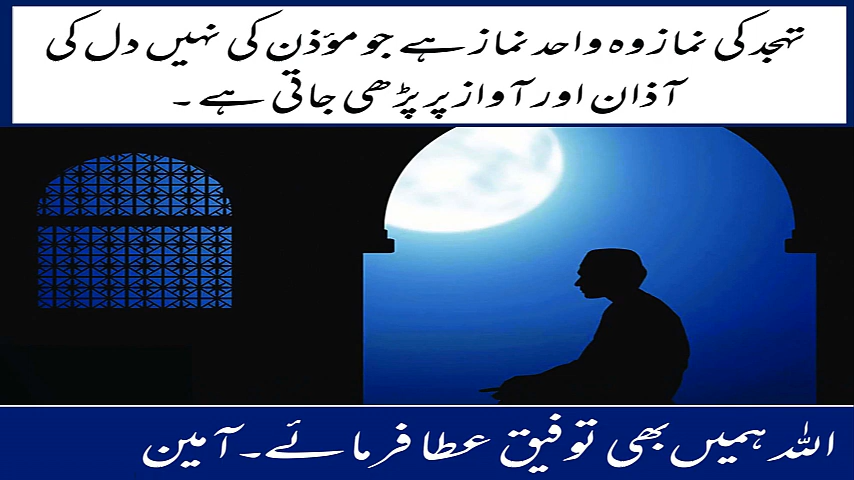 تہجد کی نماز وہ واحد نماز ہے جو مؤذن کی نہیں دل کی
آذان اور آواز پر پڑھی جاتی ہے ۔
اللہ ہمیں بھی توفیق عطا فرمائے۔ آمین